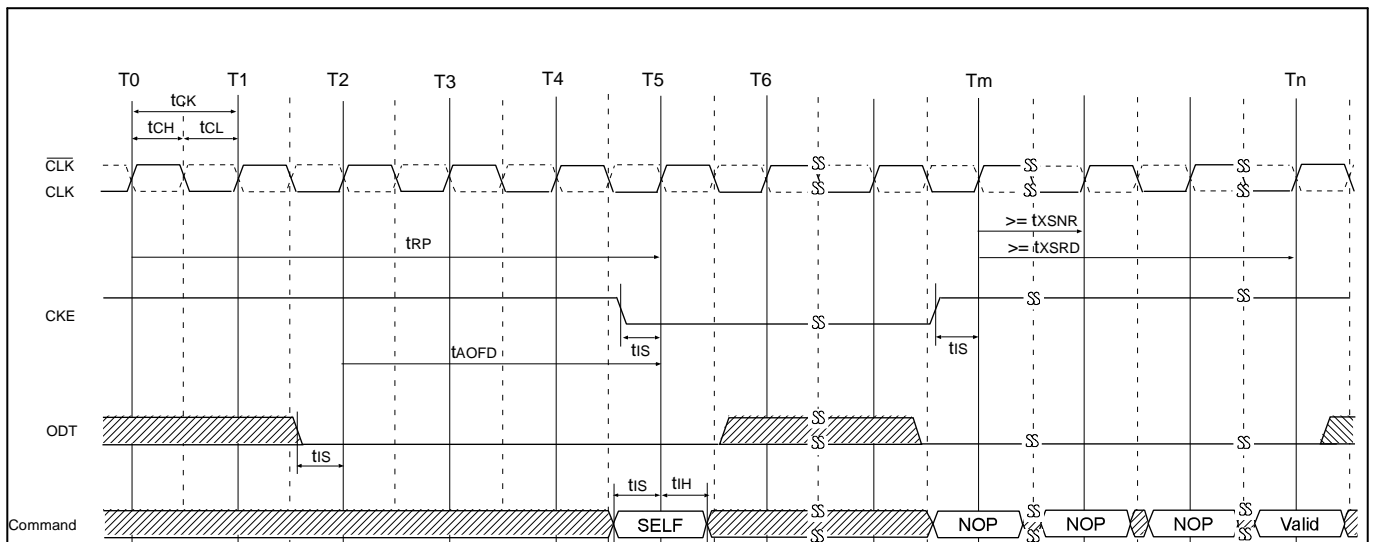 T0 T1 T2 T3 T4 T5 T6 Tm Tn
tCK
tCH tCL
CLK
CLK
>= tXSNR
tRP >= tXSRD
CKE
tIS tIS
tAOFD
ODT
tIS
tIS tIH
Command SELF NOP NOP NOP Valid